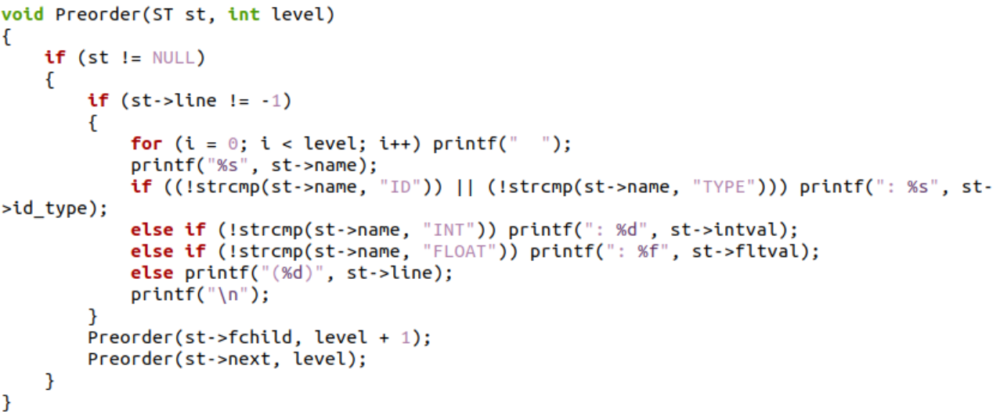 void Preorder(ST st, int level)
{
    if (st != NULL)
    {
        if (st->line != -1)
        {
            for (i = 0; i < level; i++) printf("  ");
            printf("%s", st->name);
            if ((!strcmp(st->name, "ID")) || (!strcmp(st->name, "TYPE"))) printf(": %s", st-
>id_type);
            else if (!strcmp(st->name, "INT")) printf(": %d", st->intval);
            else if (!strcmp(st->name, "FLOAT")) printf(": %f", st->fltval);
            else printf("(%d)", st->line);
            printf("\n");
        }
        Preorder(st->fchild, level + 1);
        Preorder(st->next, level);
    }
}